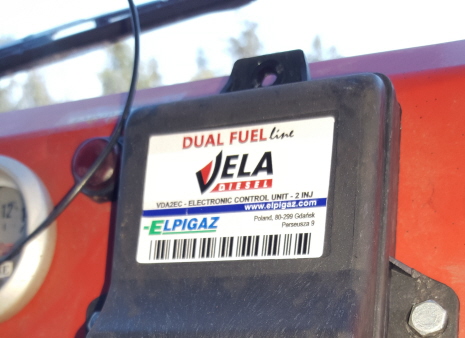 DUAL FUEL line
VELA
DIESEL
VDA2EC - ELECTRONIC CONTROL UNIT - 2 INJ
www.elpigaz.com
ELPIGAZ
Poland, 80-299 Gdańsk
Perseusza 9
12